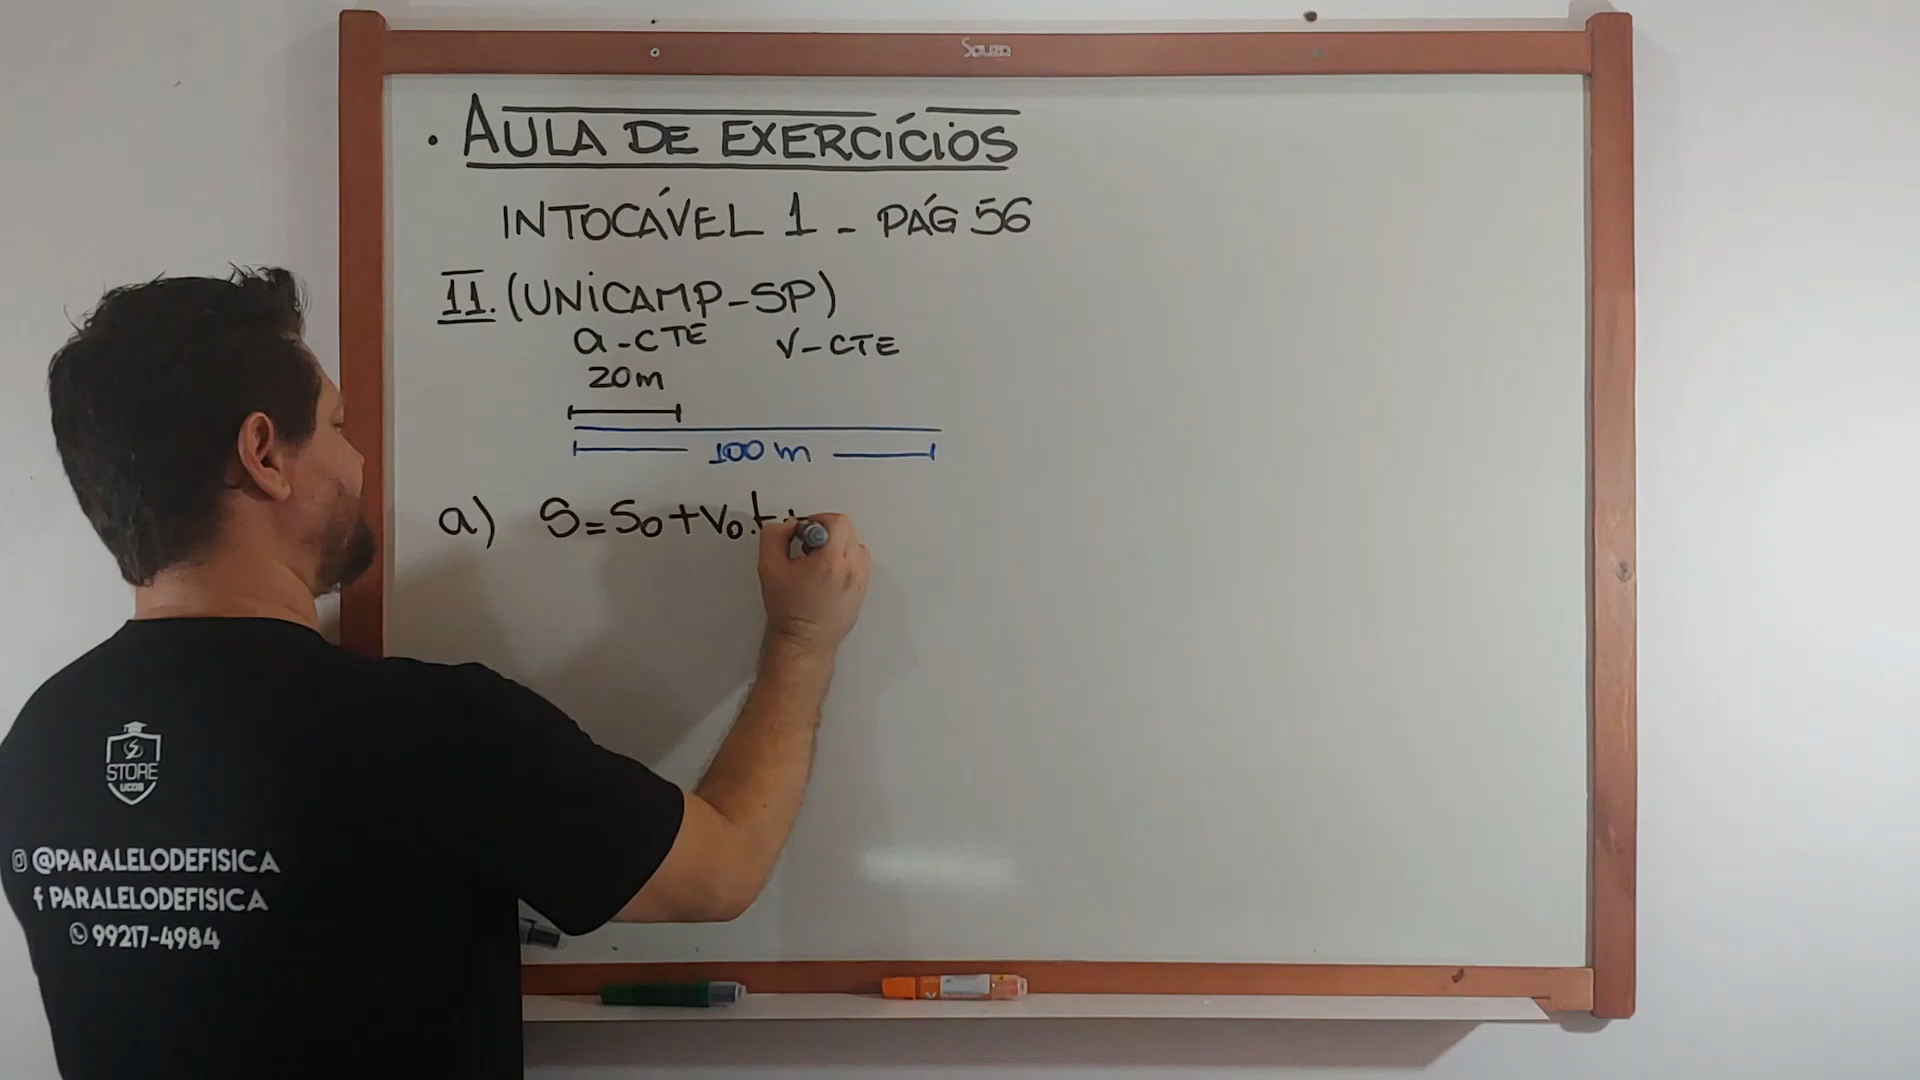 Souza
• AULA DE EXERCÍCIOS
INTOCÁVEL 1 - PÁG 56
11. (UNICAMP-SP)
a-CTE V-CTE
20m
100 m
a) S=S₀+V₀.t+
STORE
UCDB
@PARALELODEFISICA
f PARALELODEFISICA
99217-4984